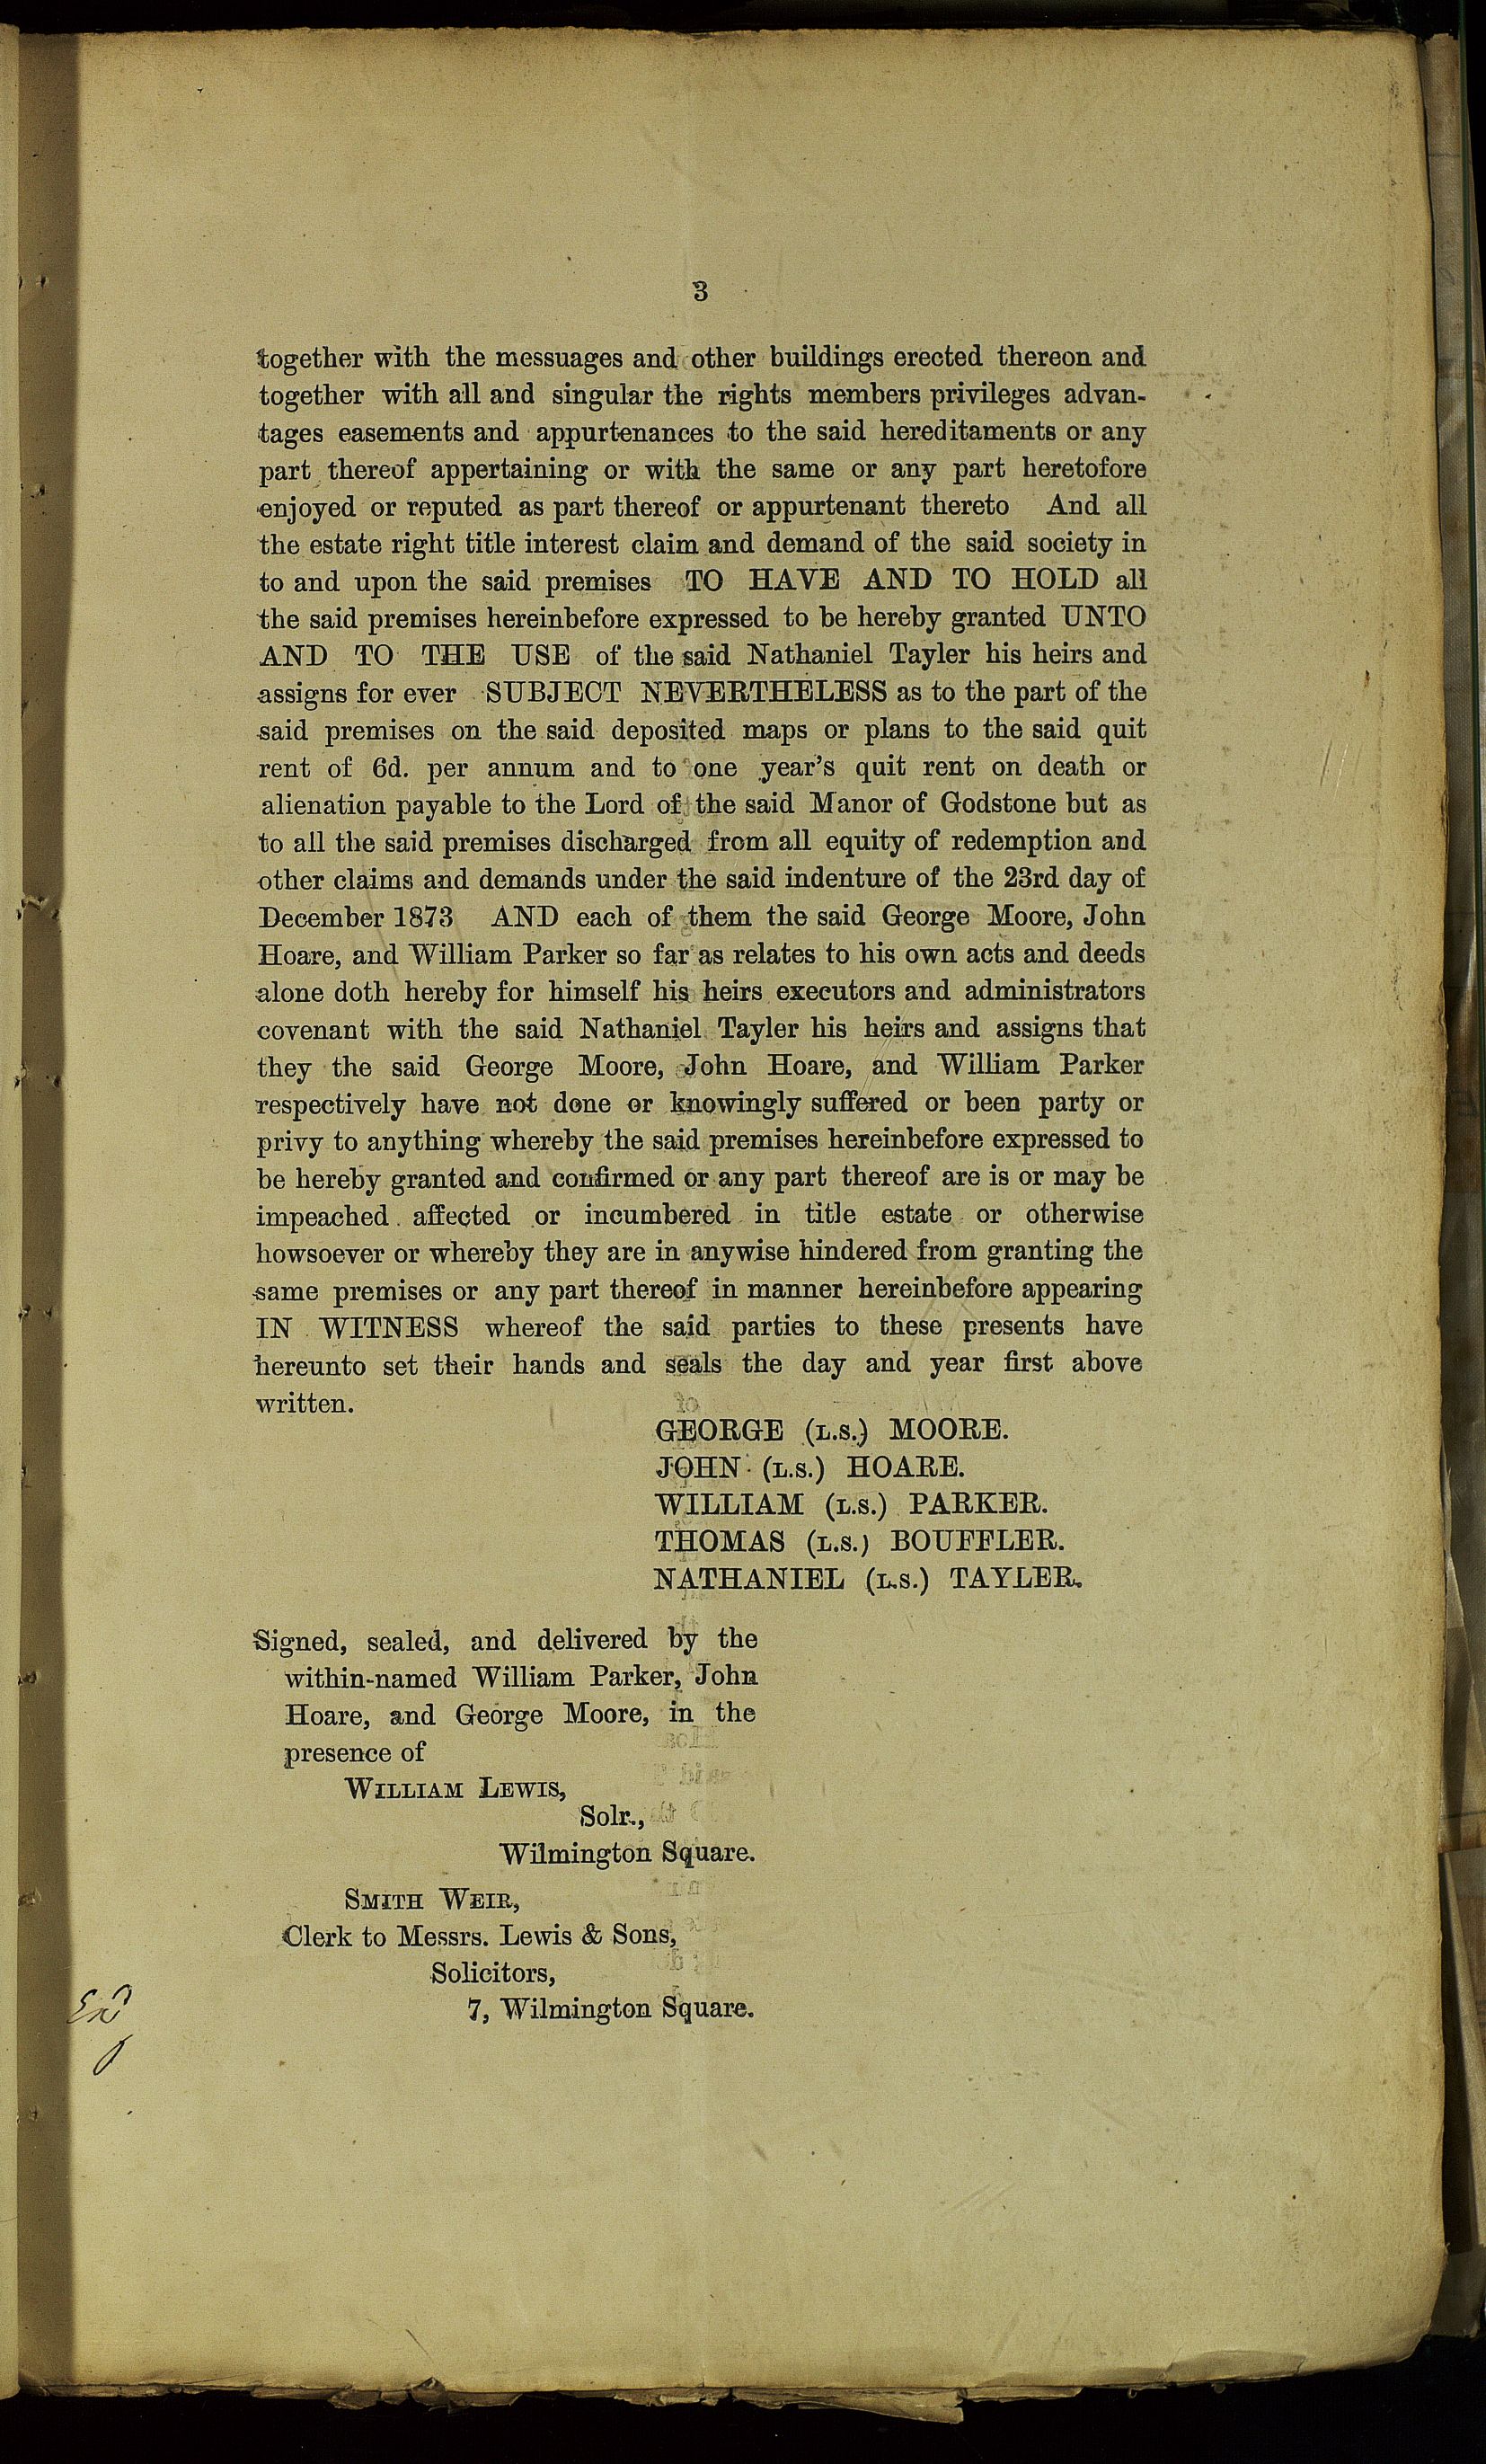 3
together with the messuages and other buildings erected thereon and
together with all and singular the rights members privileges advan-
tages easements and appurtenances to the said hereditaments or any
part thereof appertaining or with the same or any part heretofore
enjoyed or reputed as part thereof or appurtenant thereto And all
the estate right title interest claim and demand of the said society in
to and upon the said premises TO HAVE AND TO HOLD all
the said premises hereinbefore expressed to be hereby granted UNTO
AND TO THE USE of the said Nathaniel Tayler his heirs and
assigns for ever SUBJECT NEVERTHELESS as to the part of the
said premises on the said deposited maps or plans to the said quit
rent of 6d. per annum and to one year's quit rent on death or
alienation payable to the Lord of the said Manor of Godstone but as
to all the said premises discharged from all equity of redemption and
other claims and demands under the said indenture of the 23rd day of
December 1873 AND each of them the said George Moore, John
Hoare, and William Parker so far as relates to his own acts and deeds
alone doth hereby for himself his heirs executors and administrators
covenant with the said Nathaniel Tayler his heirs and assigns that
they the said George Moore, John Hoare, and William Parker
respectively have not done or knowingly suffered or been party or
privy to anything whereby the said premises hereinbefore expressed to
be hereby granted and confirmed or any part thereof are is or may be
impeached affected or incumbered in title estate or otherwise
howsoever or whereby they are in anywise hindered from granting the
same premises or any part thereof in manner hereinbefore appearing
IN WITNESS whereof the said parties to these presents have
hereunto set their hands and seals the day and year first above
written.
GEORGE (L.S.) MOORE.
JOHN (L.S.) HOARE.
WILLIAM (L.S.) PARKER.
THOMAS (L.S.) BOUFFLER.
NATHANIEL (L.S.) TAYLER.
Signed, sealed, and delivered by the
within-named William Parker, John
Hoare, and George Moore, in the
presence of
WILLIAM LEWIS,
Solr.,
Wilmington Square.
SMITH WEIR,
Clerk to Messrs. Lewis & Sons,
Solicitors,
7, Wilmington Square.